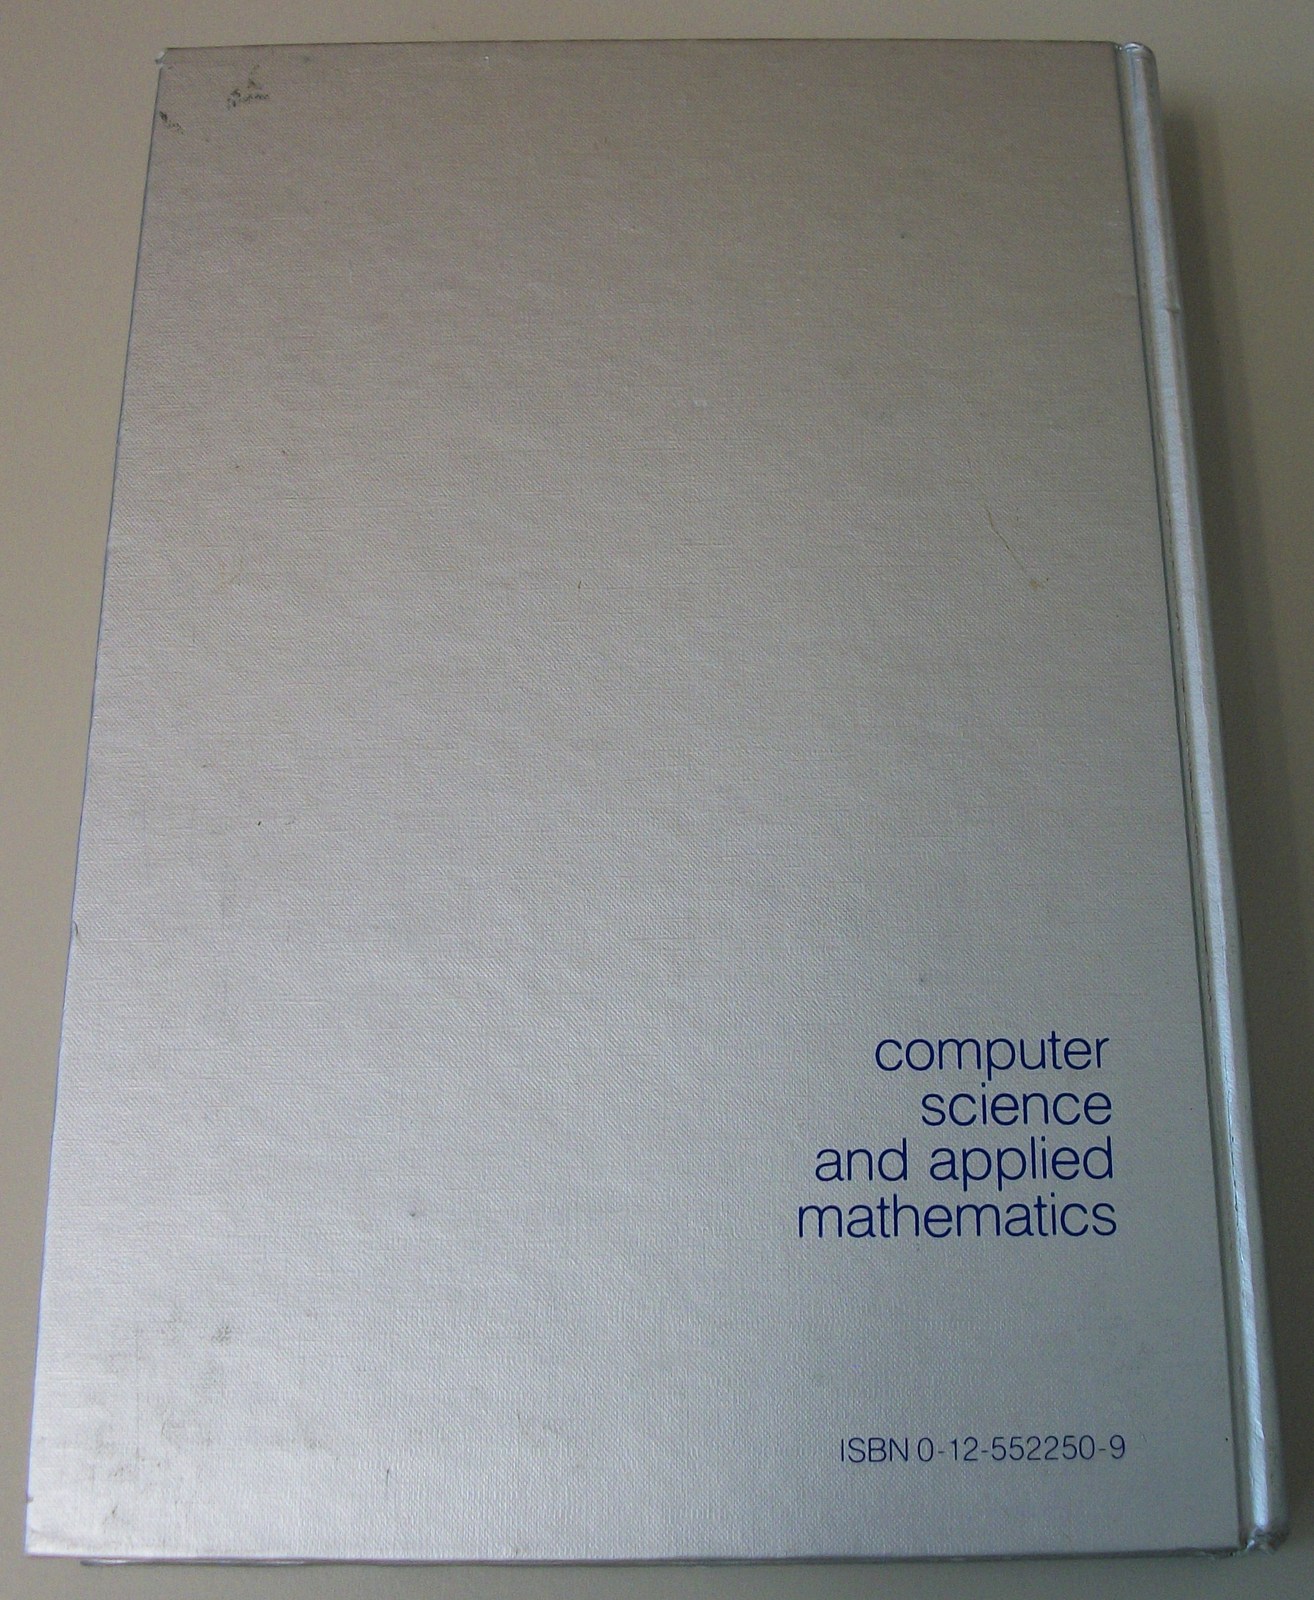 computer
science
and applied
mathematics
ISBN 0-12-552250-9